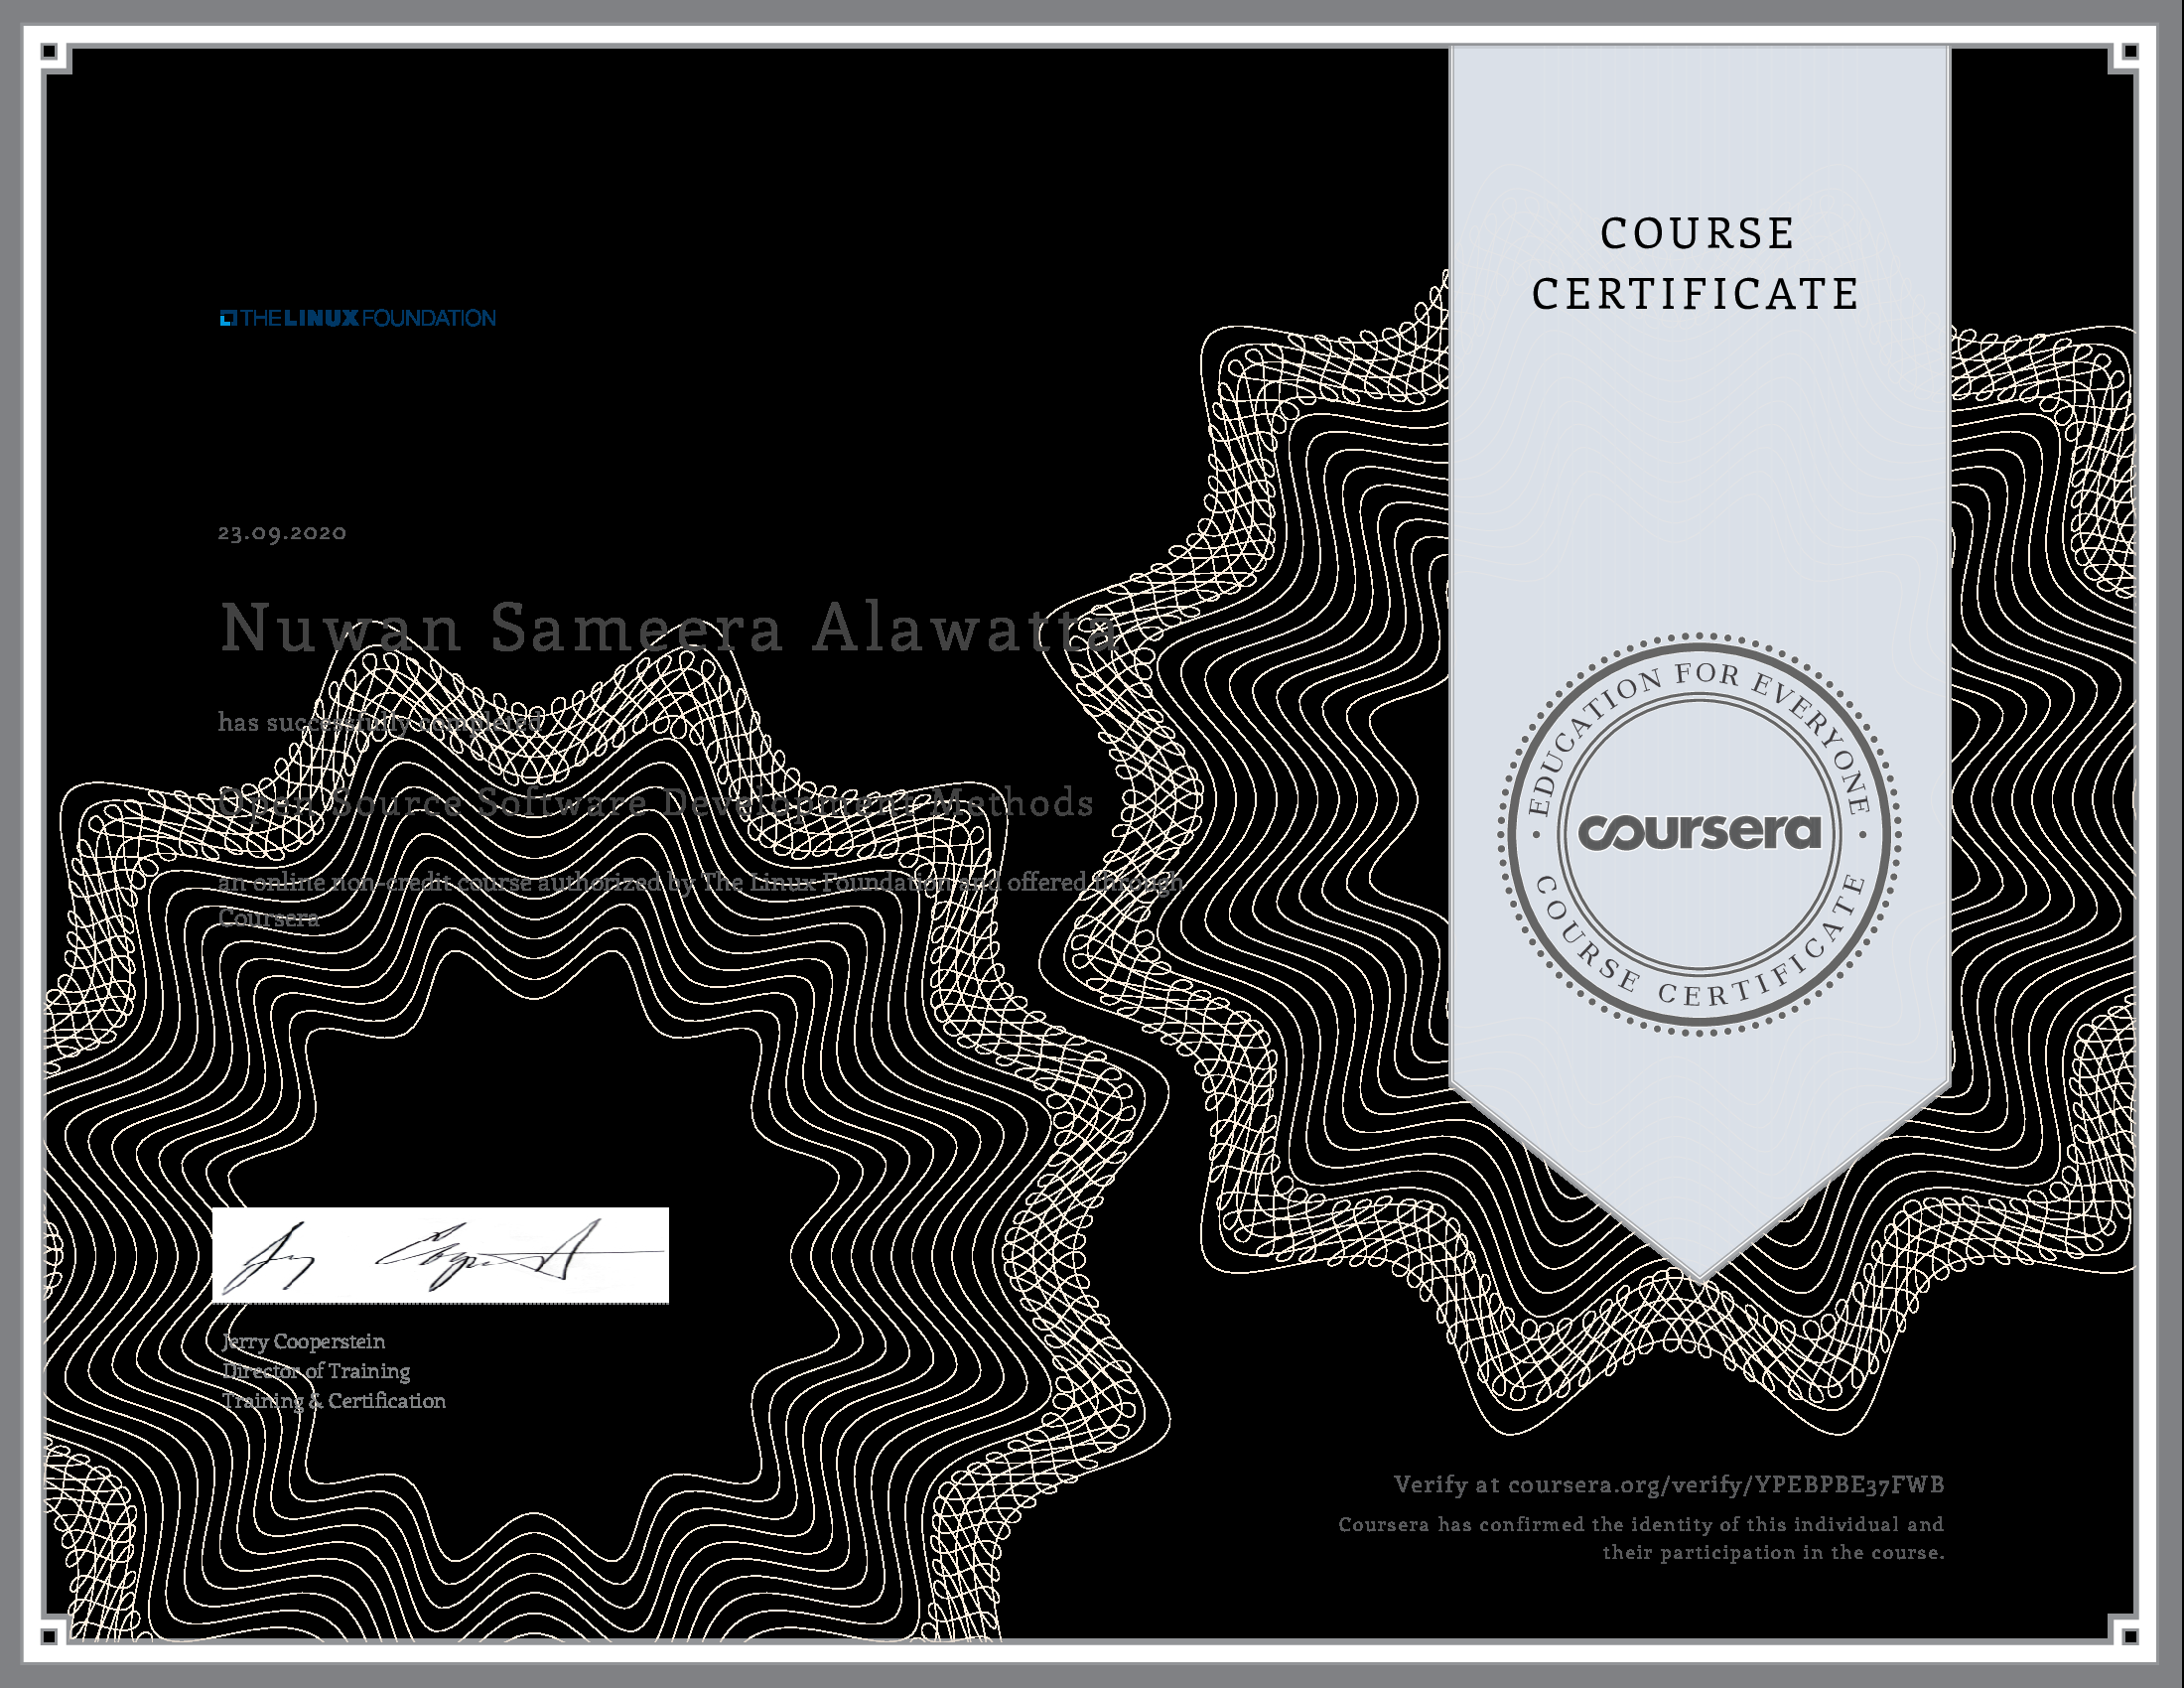 THE LINUX FOUNDATION
23.09.2020
Nuwan Sameera Alawatta
has successfully completed
Open Source Software Development Methods
an online non-credit course authorized by The Linux Foundation and offered through
Coursera
Jerry Cooperstein
Director of Training
Training & Certification
COURSE
CERTIFICATE
EDUCATION FOR EVERYONE
coursera
COURSE CERTIFICATE
Verify at coursera.org/verify/YPEBPBE37FWB
Coursera has confirmed the identity of this individual and
their participation in the course.